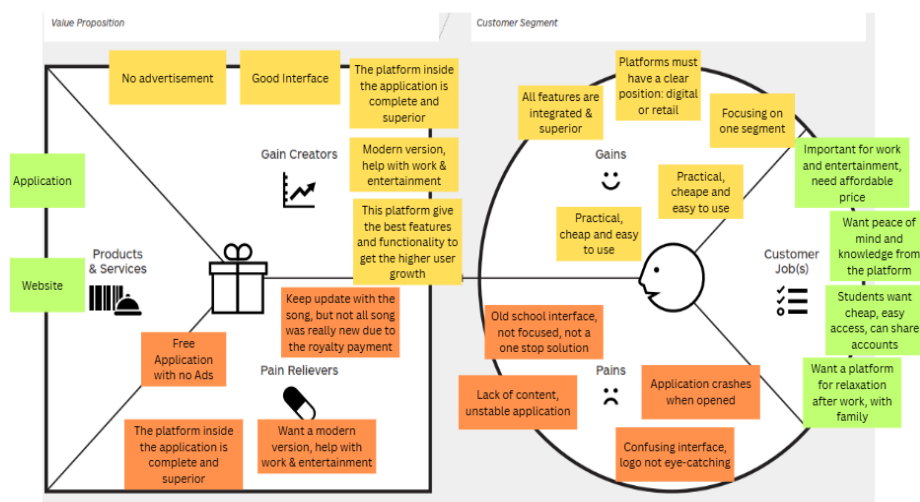 Value Proposition
Customer Segment
No advertisement
Good Interface
The platform inside
the application is
complete and
superior
Gain Creators
Modern version,
help with work &
entertainment
This platform give
the best features
and functionality to
get the higher user
growth
Application
Website
Products
& Services
Keep update with the
song, but not all song
was really new due to
the royalty payment
Free
Application
with no Ads
Pain Relievers
The platform inside
the application is
complete and
superior
Want a modern
version, help with
work & entertainment
Platforms must
have a clear
position: digital
or retail
All features are
integrated &
superior
Focusing on
one segment
Gains
Practical,
cheape and
easy to use
Practical,
cheap and easy
to use
Important for work
and entertainment,
need affordable
price
Want peace of
mind and
knowledge from
the platform
Customer
Job(s)
Students want
cheap, easy
access, can share
accounts
Want a platform
for relaxation
after work, with
family
Old school interface,
not focused, not a
one stop solution
Pains
Application crashes
when opened
Lack of content,
unstable application
Confusing interface,
logo not eye-catching